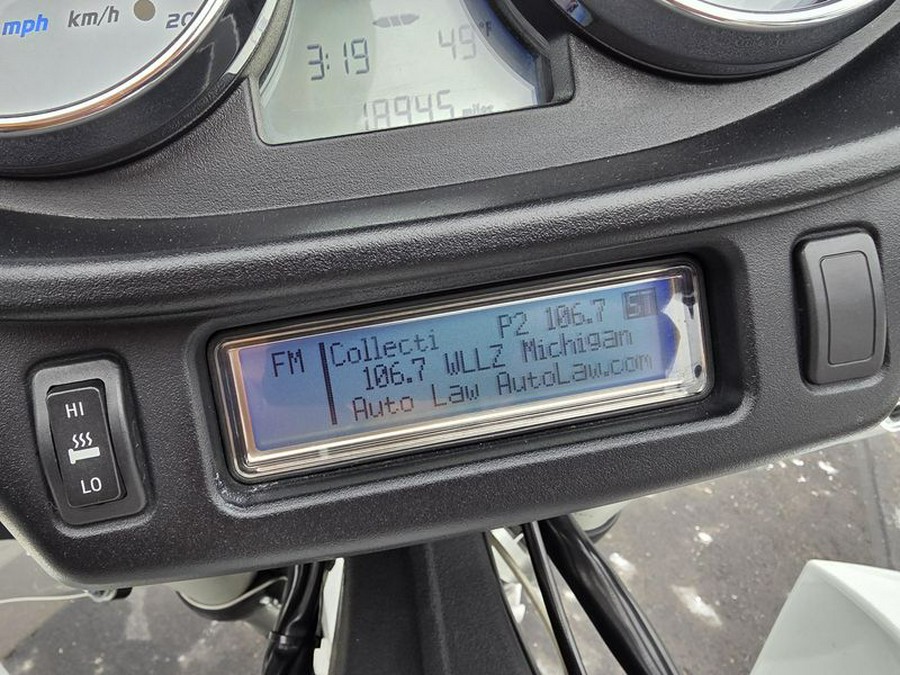 mph km/h 20
3:19 49°F
18945 miles
FM Collecti P2 106.7 ST
106.7 WLLZ Michigan
Auto Law AutoLaw.com
HI
LO